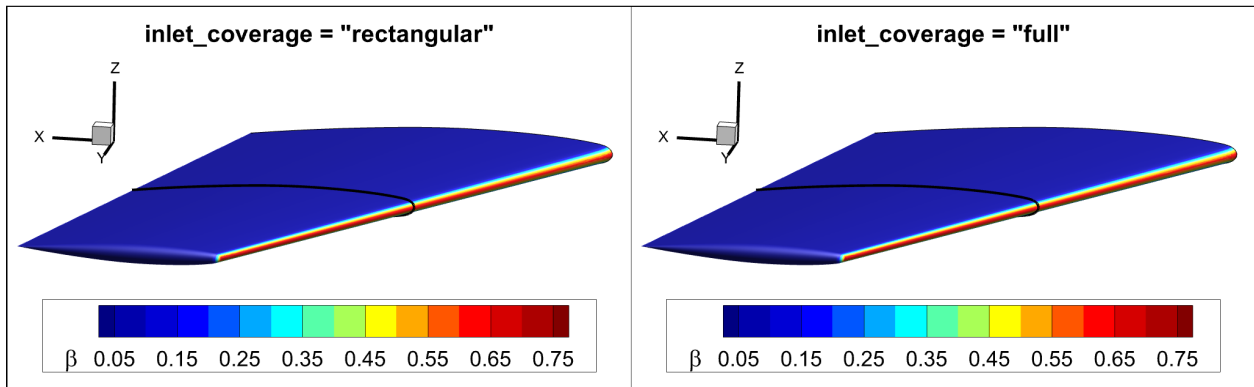 inlet_coverage = "rectangular"
Z
X
Y
β 0.05 0.15 0.25 0.35 0.45 0.55 0.65 0.75
inlet_coverage = "full"
Z
X
Y
β 0.05 0.15 0.25 0.35 0.45 0.55 0.65 0.75